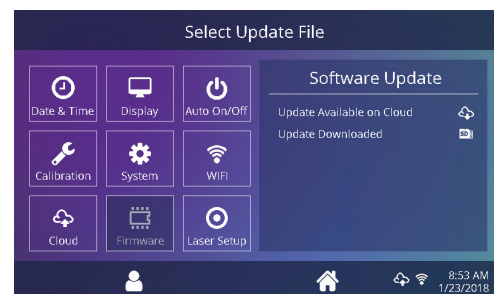 Select Update File
Date & Time
Display
Auto On/Off
Calibration
System
WIFI
Cloud
Firmware
Laser Setup
Software Update
Update Available on Cloud
Update Downloaded
SD
8:53 AM
1/23/2018